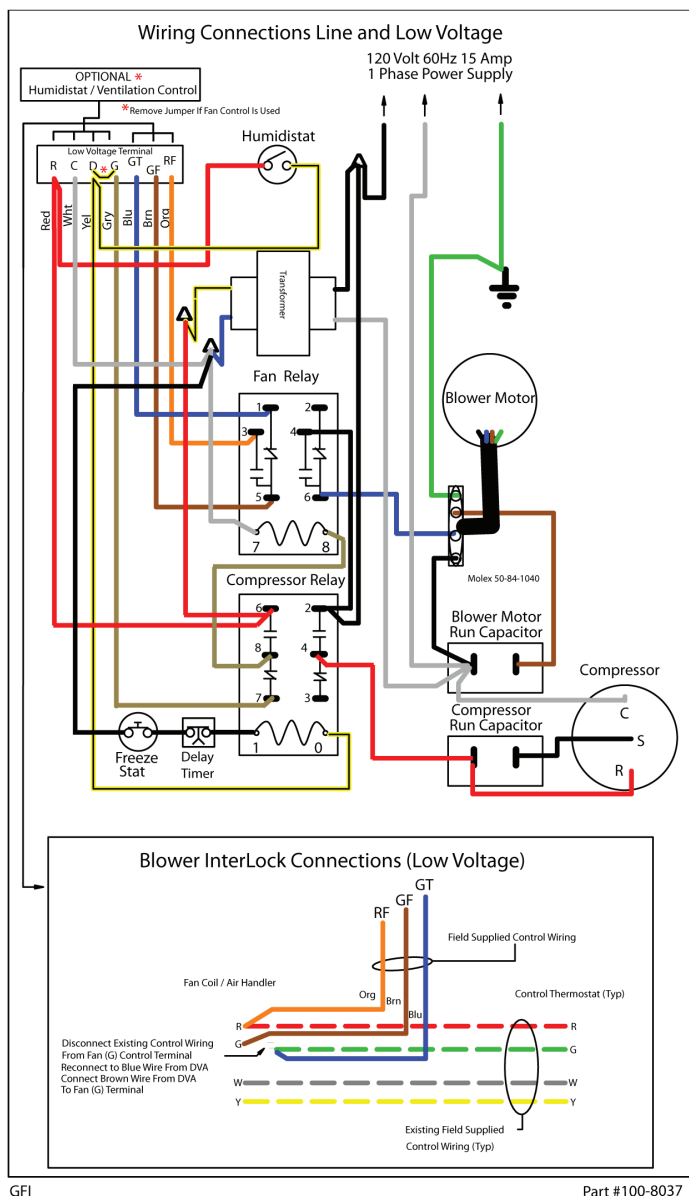 Wiring Connections Line and Low Voltage
120 Volt 60Hz 15 Amp
1 Phase Power Supply
OPTIONAL *
Humidistat / Ventilation Control
*Remove Jumper If Fan Control Is Used
Humidistat
Low Voltage Terminal
R C D * G GT GF RF
Red
Wht
Yel
Gry
Blu
Brn
Org
Transformer
Fan Relay
1 2
3 4
5 6
7 8
Blower Motor
Molex 50-84-1040
Compressor Relay
6 2
8 4
7 3
1 0
Blower Motor
Run Capacitor
Compressor
C
S
R
Compressor
Run Capacitor
Freeze
Stat
Delay
Timer
Blower InterLock Connections (Low Voltage)
GT
GF
RF
Field Supplied Control Wiring
Fan Coil / Air Handler
Org
Brn
Blu
Control Thermostat (Typ)
R R
G G
W W
Y Y
Disconnect Existing Control Wiring
From Fan (G) Control Terminal
Reconnect to Blue Wire From DVA
Connect Brown Wire From DVA
To Fan (G) Terminal
Existing Field Supplied
Control Wiring (Typ)
GFI
Part #100-8037